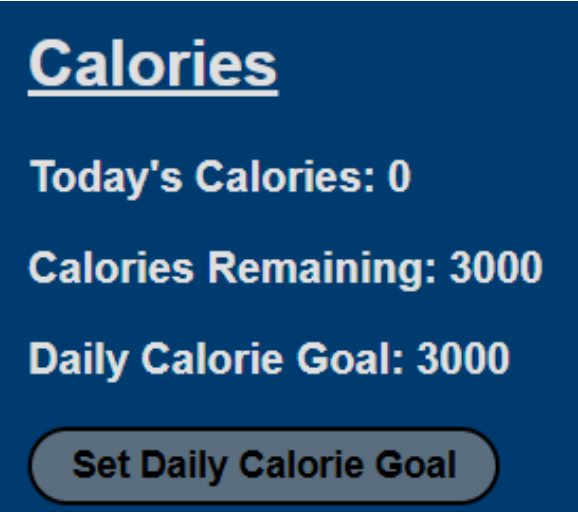 Calories
Today's Calories: 0
Calories Remaining: 3000
Daily Calorie Goal: 3000
Set Daily Calorie Goal